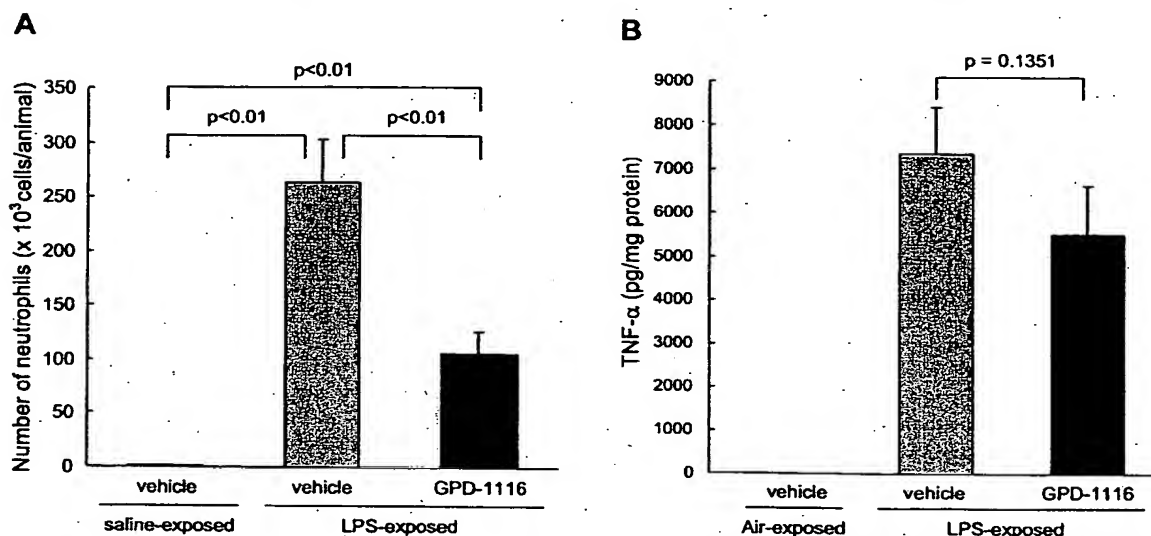 A
p<0.01
p<0.01
p<0.01
Number of neutrophils (x 10³cells/animal)
350
300
250
200
150
100
50
0
vehicle
vehicle
GPD-1116
saline-exposed
LPS-exposed
B
p = 0.1351
TNF-α (pg/mg protein)
9000
8000
7000
6000
5000
4000
3000
2000
1000
0
vehicle
vehicle
GPD-1116
Air-exposed
LPS-exposed